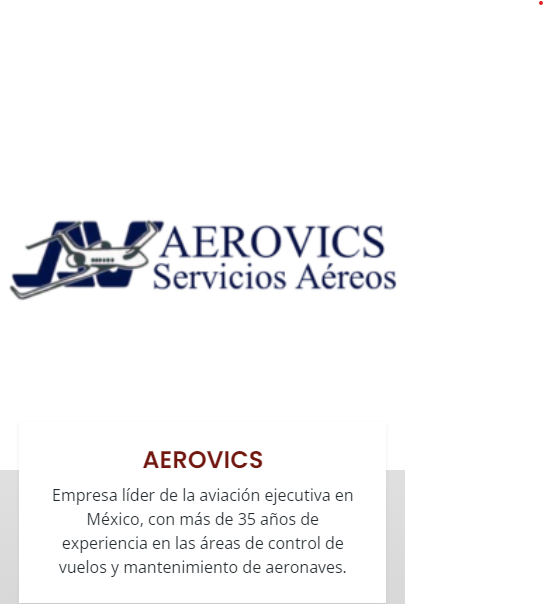 AV AEROVICS
Servicios Aéreos
AEROVICS
Empresa líder de la aviación ejecutiva en
México, con más de 35 años de
experiencia en las áreas de control de
vuelos y mantenimiento de aeronaves.